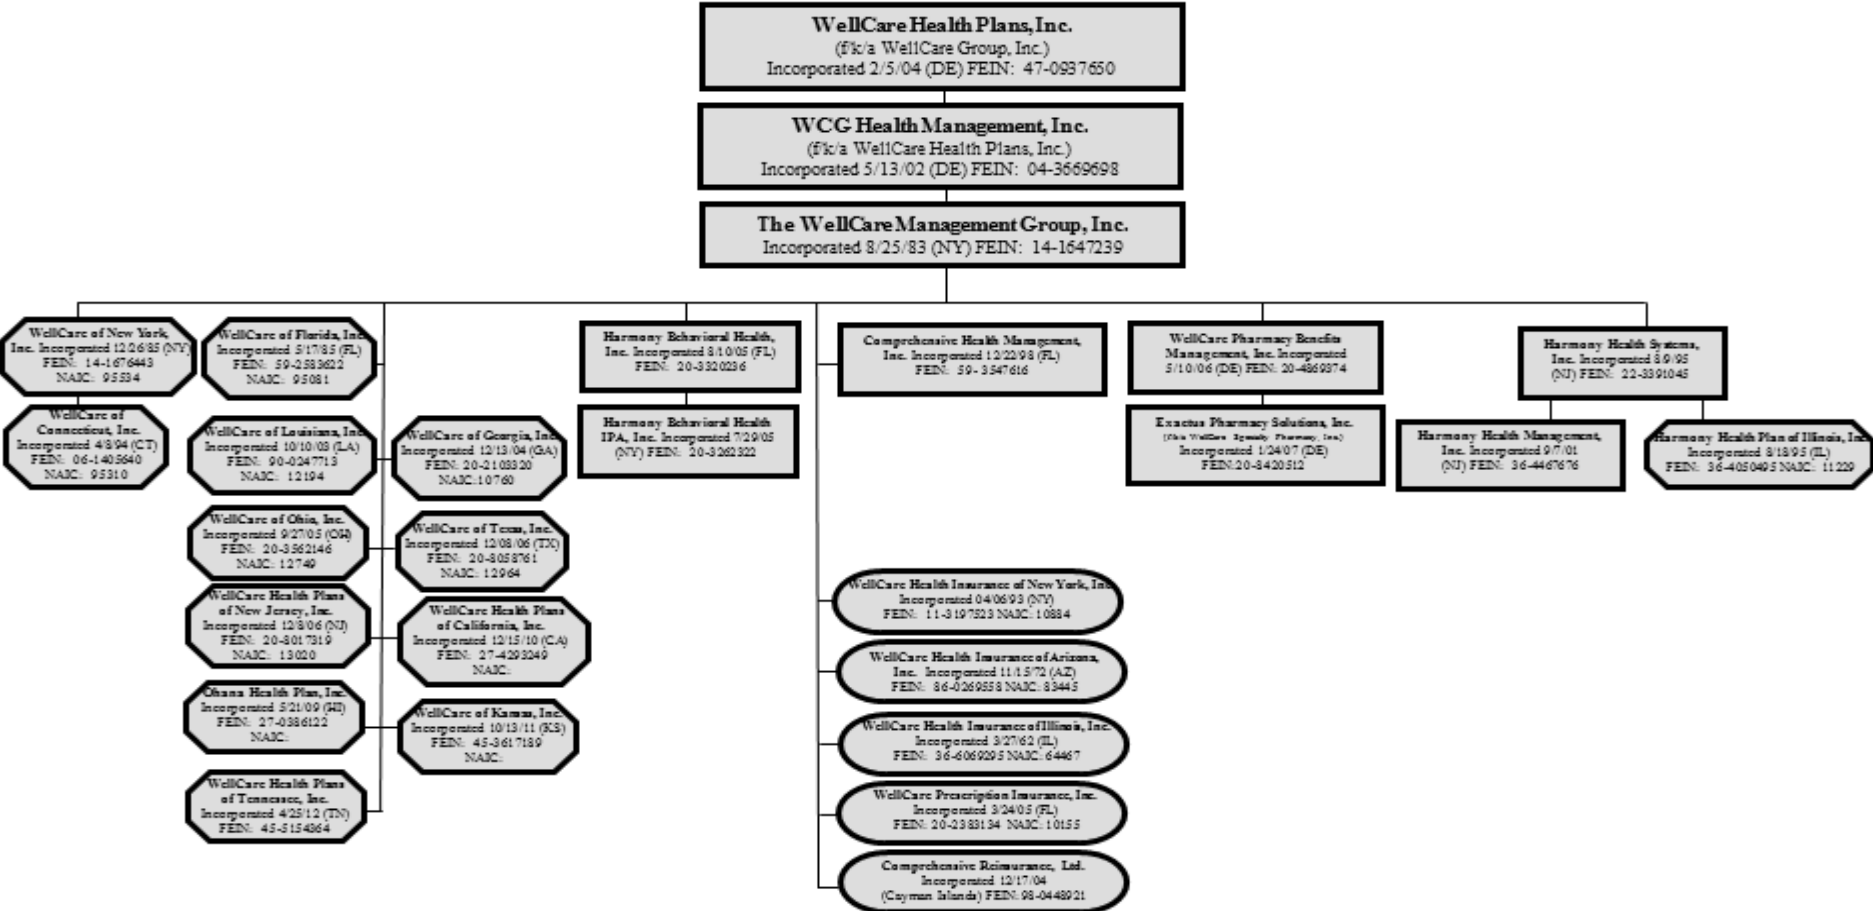 WellCare Health Plans, Inc.
(f/k/a WellCare Group, Inc.)
Incorporated 2/5/04 (DE) FEIN: 47-0937650
WCG Health Management, Inc.
(f/k/a WellCare Health Plans, Inc.)
Incorporated 5/13/02 (DE) FEIN: 04-3669698
The WellCare Management Group, Inc.
Incorporated 8/25/83 (NY) FEIN: 14-1647239
WellCare of New York,
Inc. Incorporated 12/26/85 (NY)
FEIN: 14-1676443
NAIC: 95534
WellCare of
Connecticut, Inc.
Incorporated 4/8/94 (CT)
FEIN: 06-1405640
NAIC: 95310
WellCare of Florida, Inc.
Incorporated 5/17/85 (FL)
FEIN: 59-2583622
NAIC: 95081
WellCare of Louisiana, Inc.
Incorporated 10/10/03 (LA)
FEIN: 90-0247713
NAIC: 12194
WellCare of Georgia, Inc.
Incorporated 12/13/04 (GA)
FEIN: 20-2103320
NAIC:10760
WellCare of Ohio, Inc.
Incorporated 9/27/05 (OH)
FEIN: 20-3562146
NAIC: 12749
WellCare of Texas, Inc.
Incorporated 12/08/06 (TX)
FEIN: 20-8058761
NAIC: 12964
WellCare Health Plans
of New Jersey, Inc.
Incorporated 12/8/06 (NJ)
FEIN: 20-8017319
NAIC: 13020
WellCare Health Plans
of California, Inc.
Incorporated 12/15/10 (CA)
FEIN: 27-4293249
NAIC:
Ohana Health Plan, Inc.
Incorporated 5/21/09 (HI)
FEIN: 27-0386122
NAIC:
WellCare of Kansas, Inc.
Incorporated 10/13/11 (KS)
FEIN: 45-3617189
NAIC:
WellCare Health Plans
of Tennessee, Inc.
Incorporated 4/25/12 (TN)
FEIN: 45-5154364
Harmony Behavioral Health,
Inc. Incorporated 8/10/05 (FL)
FEIN: 20-3320236
Harmony Behavioral Health
IPA, Inc. Incorporated 7/29/05
(NY) FEIN: 20-3262322
Comprehensive Health Management,
Inc. Incorporated 12/22/98 (FL)
FEIN: 59- 3547616
WellCare Health Insurance of New York, Inc.
Incorporated 04/06/93 (NY)
FEIN: 11-3197523 NAIC: 10884
WellCare Health Insurance of Arizona,
Inc. Incorporated 11/15/72 (AZ)
FEIN: 86-0269558 NAIC: 83445
WellCare Health Insurance of Illinois, Inc.
Incorporated 3/27/62 (IL)
FEIN: 36-6069295 NAIC: 64467
WellCare Prescription Insurance, Inc.
Incorporated 3/24/05 (FL)
FEIN: 20-2383134 NAIC: 10155
Comprehensive Reinsurance, Ltd.
Incorporated 12/17/04
(Cayman Islands) FEIN: 98-0448921
WellCare Pharmacy Benefits
Management, Inc. Incorporated
5/10/06 (DE) FEIN: 20-4869374
Exactus Pharmacy Solutions, Inc.
(f/k/a WellCare Specialty Pharmacy, Inc.)
Incorporated 1/24/07 (DE)
FEIN:20-8420512
Harmony Health Systems,
Inc. Incorporated 8/9/95
(NJ) FEIN: 22-3391045
Harmony Health Management,
Inc. Incorporated 9/7/01
(NJ) FEIN: 36-4467676
Harmony Health Plan of Illinois, Inc.
Incorporated 8/18/95 (IL)
FEIN: 36-4050495 NAIC: 11229